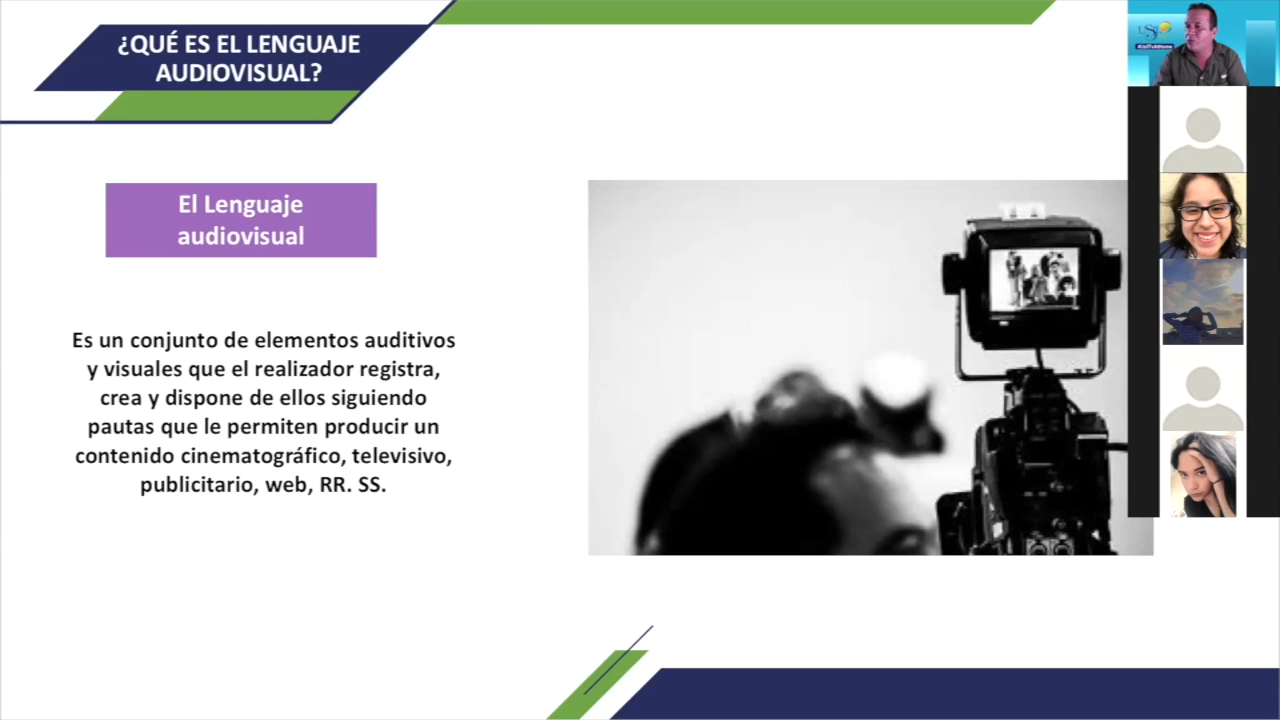 ¿QUÉ ES EL LENGUAJE
AUDIOVISUAL?
El Lenguaje
audiovisual
Es un conjunto de elementos auditivos
y visuales que el realizador registra,
crea y dispone de ellos siguiendo
pautas que le permiten producir un
contenido cinematográfico, televisivo,
publicitario, web, RR. SS.